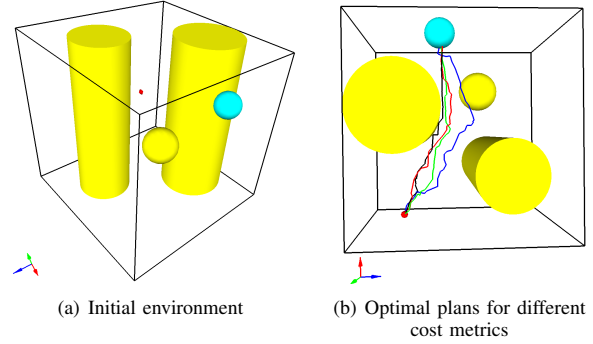 (a) Initial environment
(b) Optimal plans for different
cost metrics